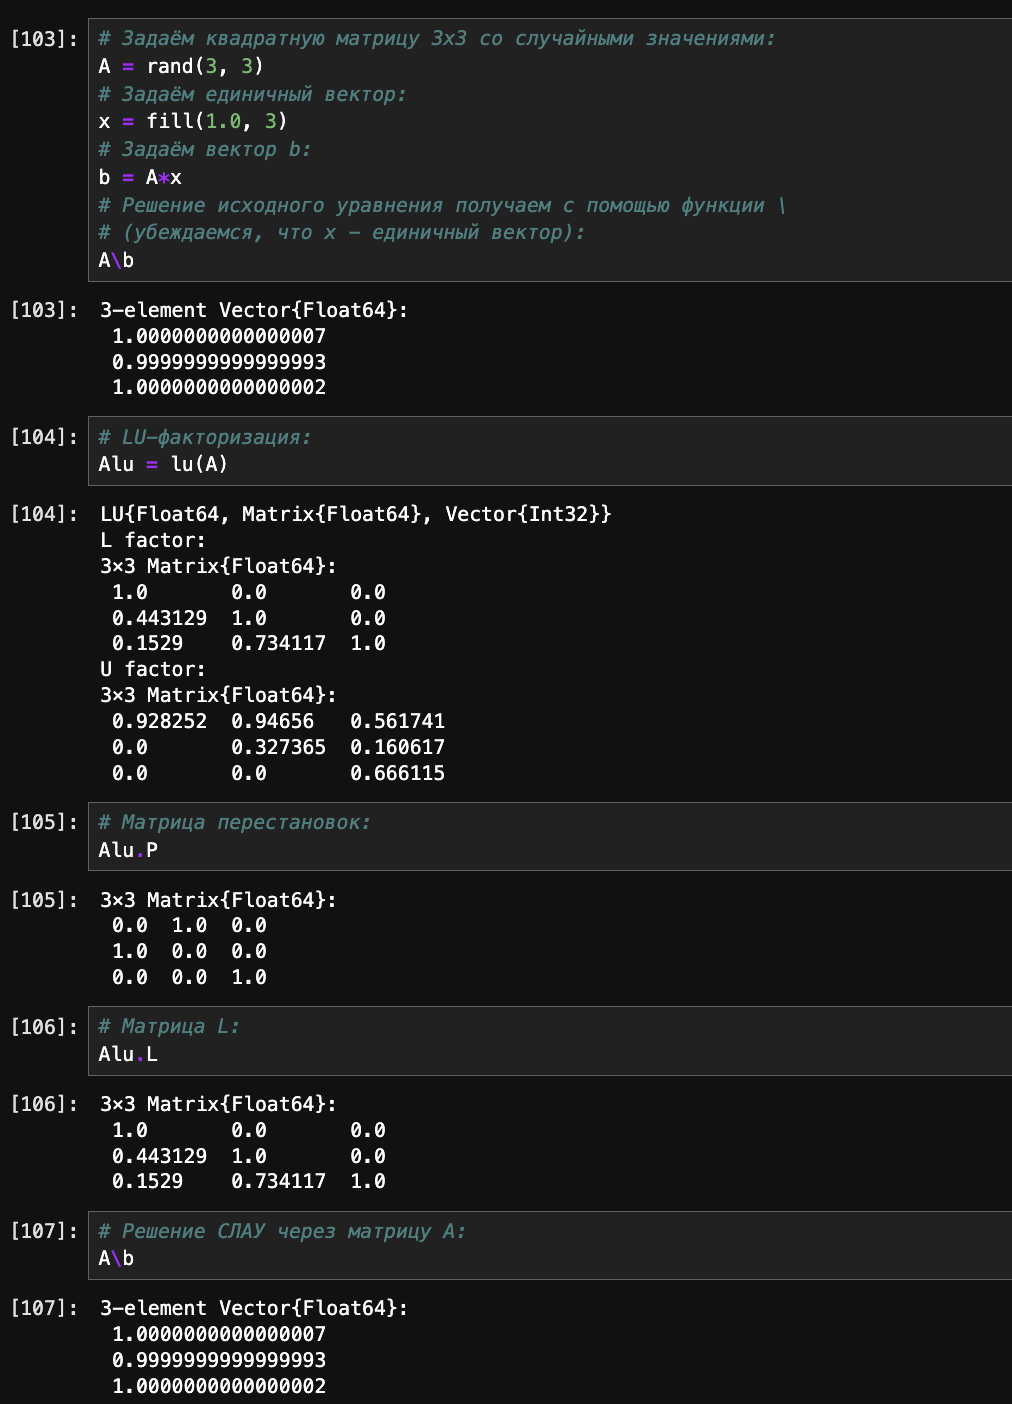 [103]: # Задаём квадратную матрицу 3x3 со случайными значениями:
A = rand(3, 3)
# Задаём единичный вектор:
x = fill(1.0, 3)
# Задаём вектор b:
b = A*x
# Решение исходного уравнения получаем с помощью функции \
# (убеждаемся, что x - единичный вектор):
A\b
[103]: 3-element Vector{Float64}:
1.0000000000000007
0.9999999999999993
1.0000000000000002
[104]: # LU-факторизация:
Alu = lu(A)
[104]: LU{Float64, Matrix{Float64}, Vector{Int32}}
L factor:
3×3 Matrix{Float64}:
1.0 0.0 0.0
0.443129 1.0 0.0
0.1529 0.734117 1.0
U factor:
3×3 Matrix{Float64}:
0.928252 0.94656 0.561741
0.0 0.327365 0.160617
0.0 0.0 0.666115
[105]: # Матрица перестановок:
Alu.P
[105]: 3×3 Matrix{Float64}:
0.0 1.0 0.0
1.0 0.0 0.0
0.0 0.0 1.0
[106]: # Матрица L:
Alu.L
[106]: 3×3 Matrix{Float64}:
1.0 0.0 0.0
0.443129 1.0 0.0
0.1529 0.734117 1.0
[107]: # Решение СЛАУ через матрицу A:
A\b
[107]: 3-element Vector{Float64}:
1.0000000000000007
0.9999999999999993
1.0000000000000002